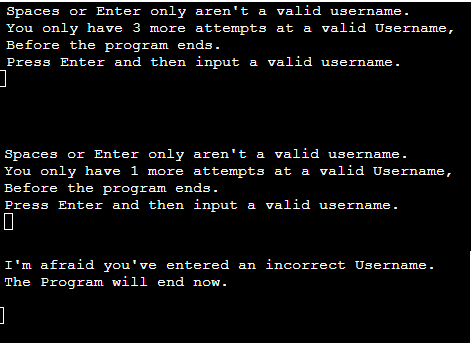 Spaces or Enter only aren't a valid username.
You only have 3 more attempts at a valid Username,
Before the program ends.
Press Enter and then input a valid username.
Spaces or Enter only aren't a valid username.
You only have 1 more attempts at a valid Username,
Before the program ends.
Press Enter and then input a valid username.
I'm afraid you've entered an incorrect Username.
The Program will end now.